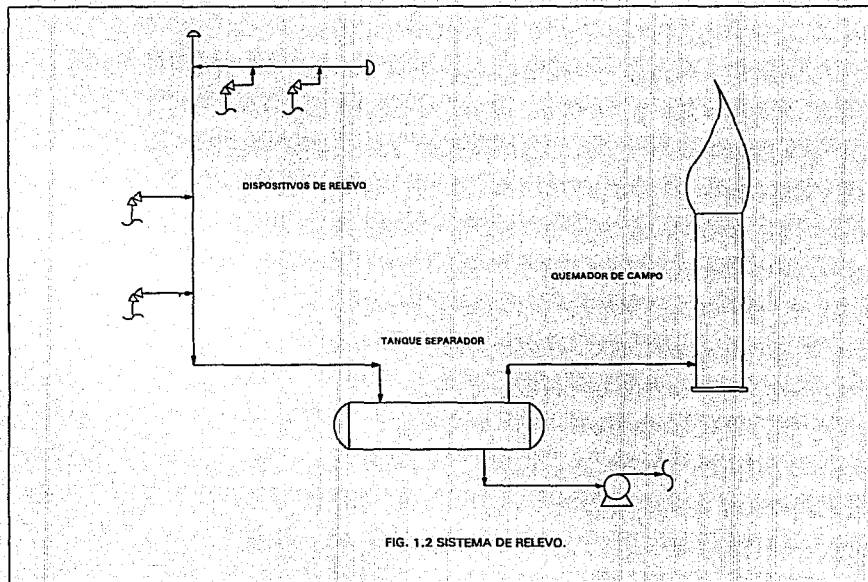 DISPOSITIVOS DE RELEVO
QUEMADOR DE CAMPO
TANQUE SEPARADOR
FIG. 1.2 SISTEMA DE RELEVO.